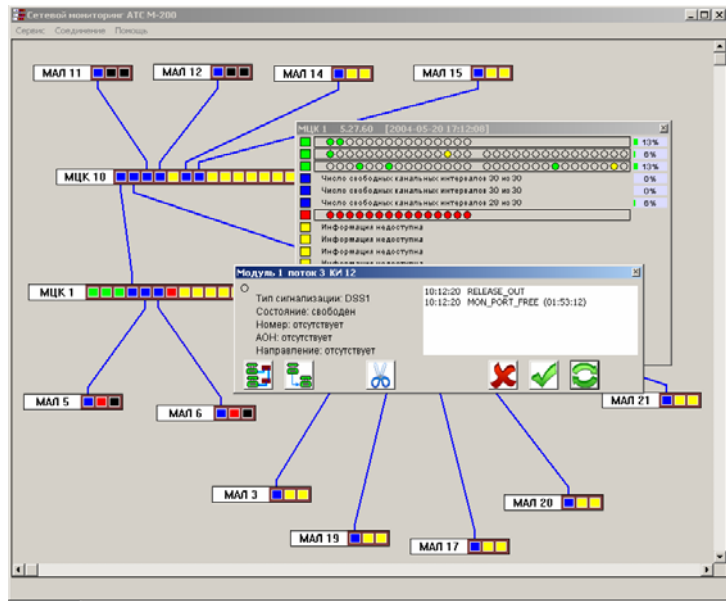 Сетевой мониторинг АТС М-200
Сервис Соединение Помощь
МАЛ 11
МАЛ 12
МАЛ 14
МАЛ 15
МЦК 1 5.27.60 [2004-05-20 17:12:08]
13%
6%
13%
Число свободных канальных интервалов 30 из 30 0%
Число свободных канальных интервалов 30 из 30 0%
Число свободных канальных интервалов 28 из 30 6%
Информация недоступна
Информация недоступна
Информация недоступна
МЦК 10
МЦК 1
Модуль 1 поток 3 КИ 12
Тип сигнализации: DSS1
Состояние: свободен
Номер: отсутствует
АОН: отсутствует
Направление: отсутствует
10:12:20 RELEASE_OUT
10:12:20 MON_PORT_FREE (01:53:12)
МАЛ 5
МАЛ 6
МАЛ 21
МАЛ 3
МАЛ 20
МАЛ 19
МАЛ 17